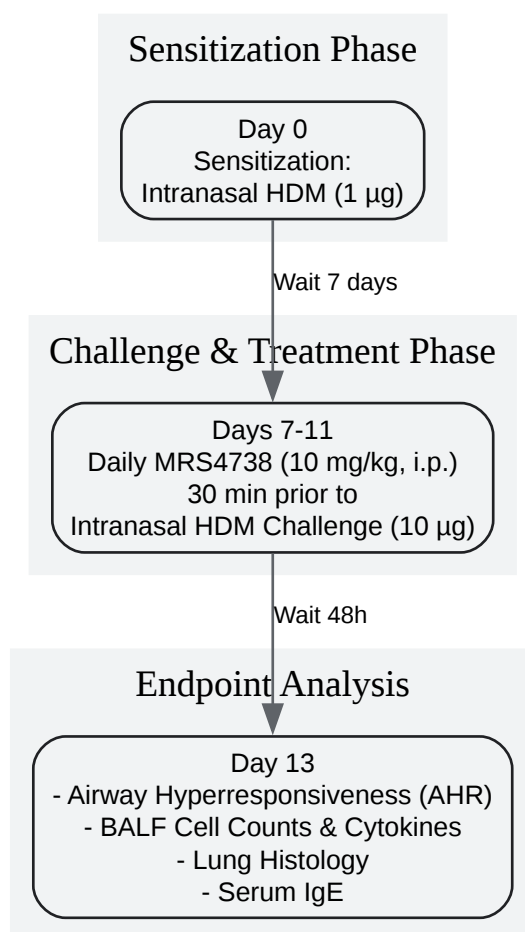 Sensitization Phase
Day 0
Sensitization:
Intranasal HDM (1 µg)
Wait 7 days
Challenge & Treatment Phase
Days 7-11
Daily MRS4738 (10 mg/kg, i.p.)
30 min prior to
Intranasal HDM Challenge (10 µg)
Wait 48h
Endpoint Analysis
Day 13
- Airway Hyperresponsiveness (AHR)
- BALF Cell Counts & Cytokines
- Lung Histology
- Serum IgE